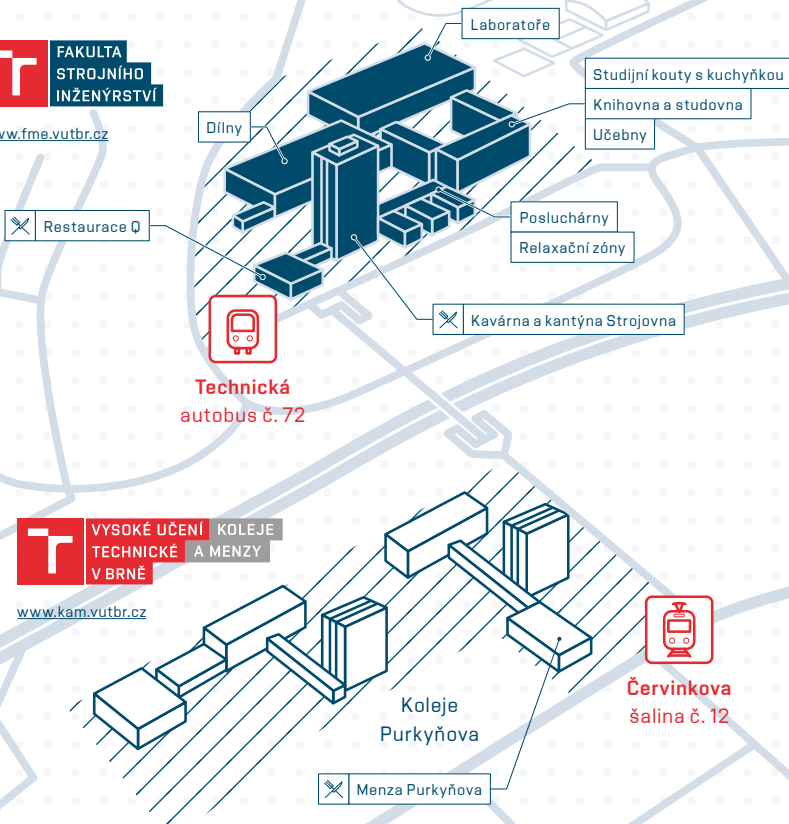 Laboratoře
FAKULTA
STROJNÍHO
INŽENÝRSTVÍ
ww.fme.vutbr.cz
Studijní kouty s kuchyňkou
Knihovna a studovna
Učebny
Dílny
Restaurace Q
Posluchárny
Relaxační zóny
Kavárna a kantýna Strojovna
Technická
autobus č. 72
VYSOKÉ UČENÍ KOLEJE
TECHNICKÉ A MENZY
V BRNĚ
www.kam.vutbr.cz
Červinkova
šalina č. 12
Koleje
Purkyňova
Menza Purkyňova